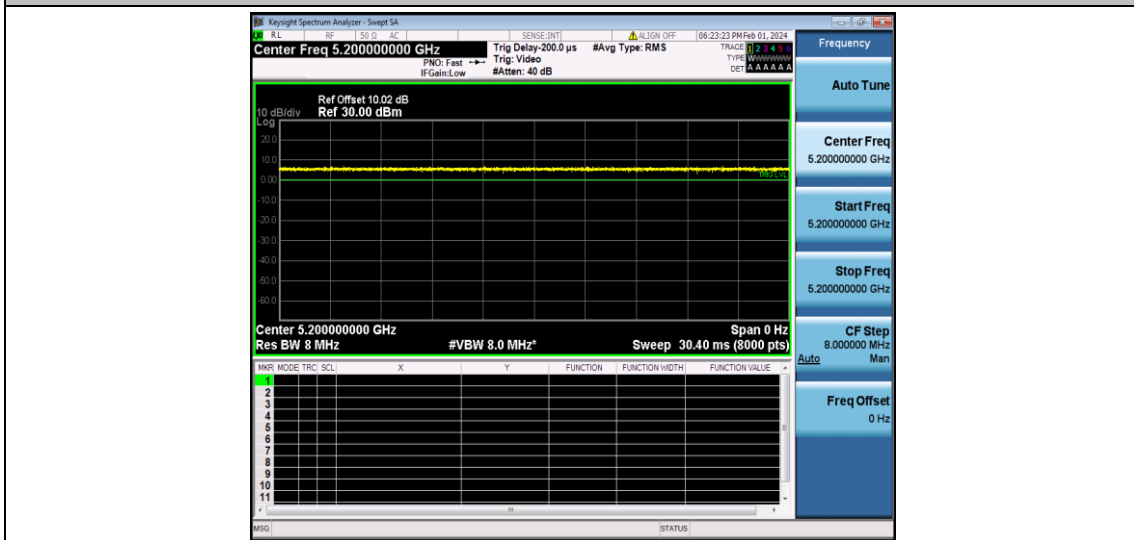 Keysight Spectrum Analyzer - Swept SA
RL RF 50 Ω AC SENSE:INT ALIGN OFF 06:23:23 PM Feb 01, 2024
Center Freq 5.200000000 GHz
PNO: Fast
IFGain:Low
Trig Delay-200.0 µs
Trig: Video
#Atten: 40 dB
#Avg Type: RMS
TRACE 1 2 3 4 5 6
TYPE WWWWWW
DET A A A A A A
Ref Offset 10.02 dB
10 dB/div Ref 30.00 dBm
Log
20.0
10.0
0.00
TRIG LVL
-10.0
-20.0
-30.0
-40.0
-50.0
-60.0
Center 5.200000000 GHz Span 0 Hz
Res BW 8 MHz #VBW 8.0 MHz* Sweep 30.40 ms (8000 pts)
MKR MODE TRC SCL X Y FUNCTION FUNCTION WIDTH FUNCTION VALUE
1
2
3
4
5
6
7
8
9
10
11
MSG STATUS
Frequency
Auto Tune
Center Freq
5.200000000 GHz
Start Freq
5.200000000 GHz
Stop Freq
5.200000000 GHz
CF Step
8.000000 MHz
Auto Man
Freq Offset
0 Hz